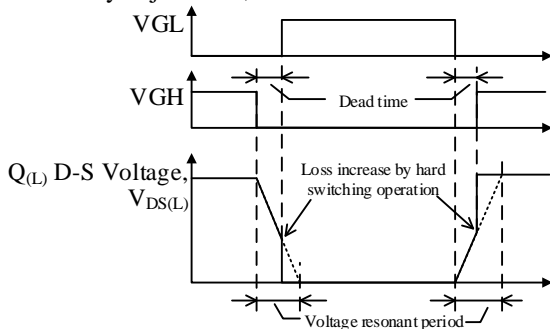 VGL
VGH
Dead time
Q(L) D-S Voltage,
VDS(L)
Loss increase by hard
switching operation
Voltage resonant period